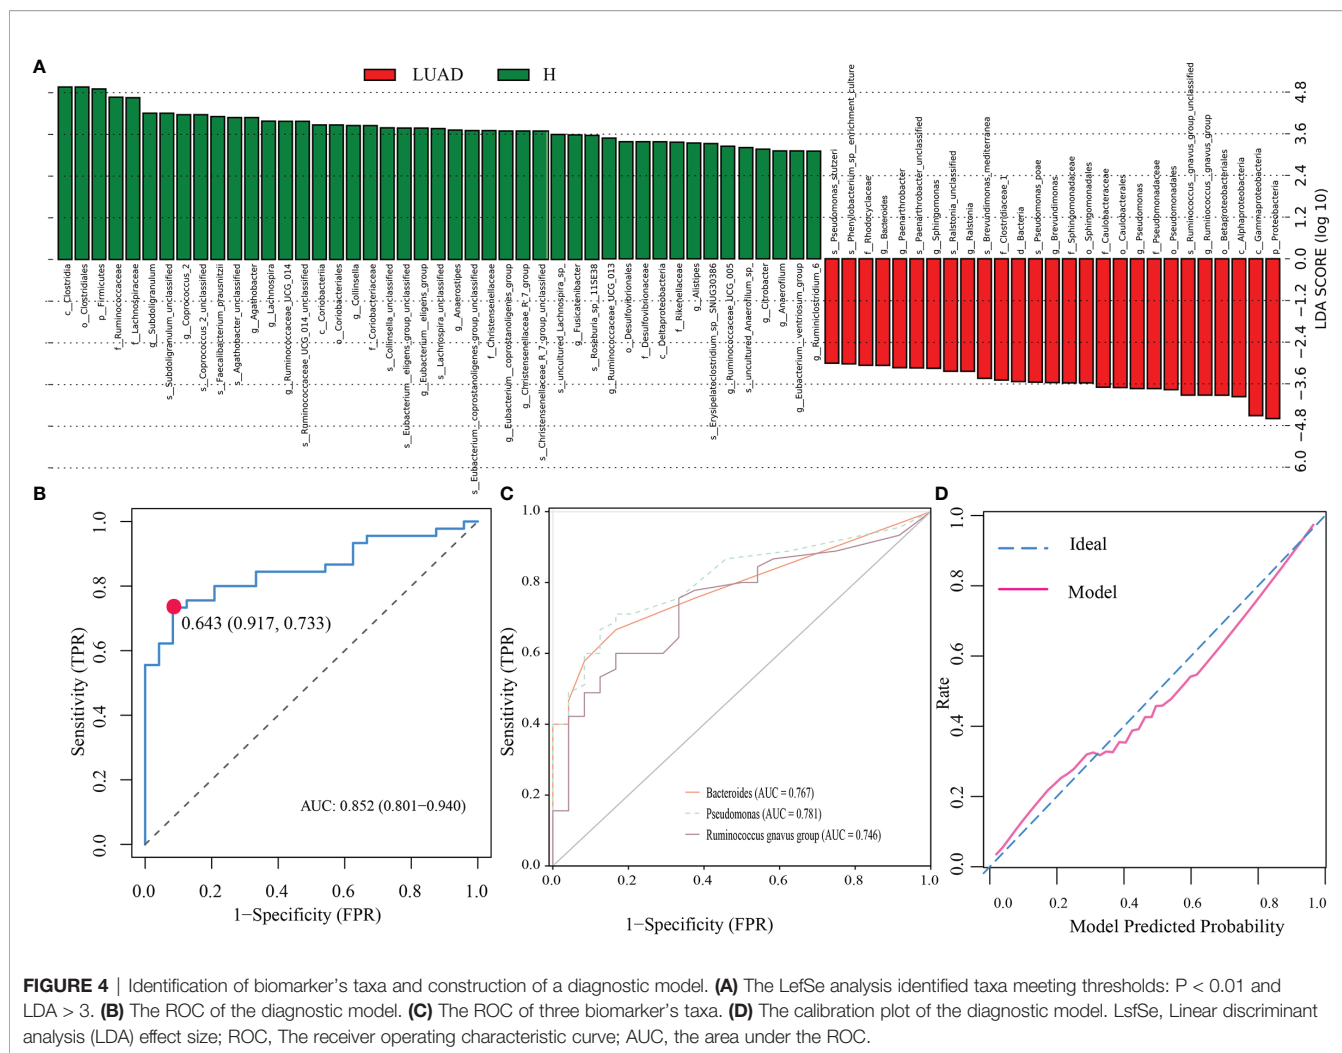 A
LUAD
H
4.8
3.6
2.4
1.2
0.0
−1.2
−2.4
−3.6
−4.8
6.0
LDA SCORE (log 10)
c__Clostridia
o__Clostridiales
p__Firmicutes
f__Ruminococcaceae
f__Lachnospiraceae
g__Subdoligranulum
s__Subdoligranulum_unclassified
g__Coprococcus_2
s__Coprococcus_2_unclassified
s__Faecalibacterium_prausnitzii
s__Agathobacter_unclassified
g__Agathobacter
g__Lachnospira
g__Ruminococcaceae_UCG_014
s__Ruminococcaceae_UCG_014_unclassified
c__Coriobacteriia
o__Coriobacteriales
g__Collinsella
f__Coriobacteriaceae
s__Collinsella_unclassified
s__Eubacterium__eligens_group_unclassified
g__Eubacterium__eligens_group
s__Lachnospira_unclassified
g__Anaerostipes
s__Eubacterium__coprostanoligenes_group_unclassified
f__Christensenellaceae
g__Eubacterium__coprostanoligenes_group
g__Christensenellaceae_R_7_group
s__Christensenellaceae_R_7_group_unclassified
s__uncultured_Lachnospira_sp_
g__Fusicatenibacter
s__Roseburia_sp__11SE38
g__Ruminococcaceae_UCG_013
o__Desulfovibrionales
f__Desulfovibrionaceae
c__Deltaproteobacteria
f__Rikenellaceae
g__Alistipes
s__Erysipelatoclostridium_sp__SNUG30386
g__Ruminococcaceae_UCG_005
s__uncultured_Anaerofilum_sp_
g__Citrobacter
g__Anaerofilum
g__Eubacterium__ventriosum_group
g__Ruminiclostridium_6
s__Pseudomonas_stutzeri
s__Phenylobacterium_sp__enrichment_culture
f__Rhodocyclaceae
g__Bacteroides
g__Paenarthrobacter
s__Paenarthrobacter_unclassified
g__Sphingomonas
s__Ralstonia_unclassified
g__Ralstonia
s__Brevundimonas_mediterranea
f__Clostridiaceae_1
d__Bacteria
s__Pseudomonas_poae
g__Brevundimonas
f__Sphingomonadaceae
o__Sphingomonadales
f__Caulobacteraceae
o__Caulobacterales
g__Pseudomonas
f__Pseudomonadaceae
o__Pseudomonadales
s__Ruminococcus__gnavus_group_unclassified
g__Ruminococcus__gnavus_group
o__Betaproteobacteriales
c__Alphaproteobacteria
c__Gammaproteobacteria
p__Proteobacteria
B
Sensitivity (TPR)
1.0
0.8
0.6
0.4
0.2
0.0
0.643 (0.917, 0.733)
AUC: 0.852 (0.801−0.940)
0.0 0.2 0.4 0.6 0.8 1.0
1−Specificity (FPR)
C
Sensitivity (TPR)
1.0
0.8
0.6
0.4
0.2
0.0
Bacteroides (AUC = 0.767)
Pseudomonas (AUC = 0.781)
Ruminococcus gnavus group (AUC = 0.746)
0.0 0.2 0.4 0.6 0.8 1.0
1−Specificity (FPR)
D
Rate
1.0
0.8
0.6
0.4
0.2
0.0
Ideal
Model
0.0 0.2 0.4 0.6 0.8 1.0
Model Predicted Probability
FIGURE 4 | Identification of biomarker's taxa and construction of a diagnostic model. (A) The LefSe analysis identified taxa meeting thresholds: P < 0.01 and
LDA > 3. (B) The ROC of the diagnostic model. (C) The ROC of three biomarker's taxa. (D) The calibration plot of the diagnostic model. LsfSe, Linear discriminant
analysis (LDA) effect size; ROC, The receiver operating characteristic curve; AUC, the area under the ROC.